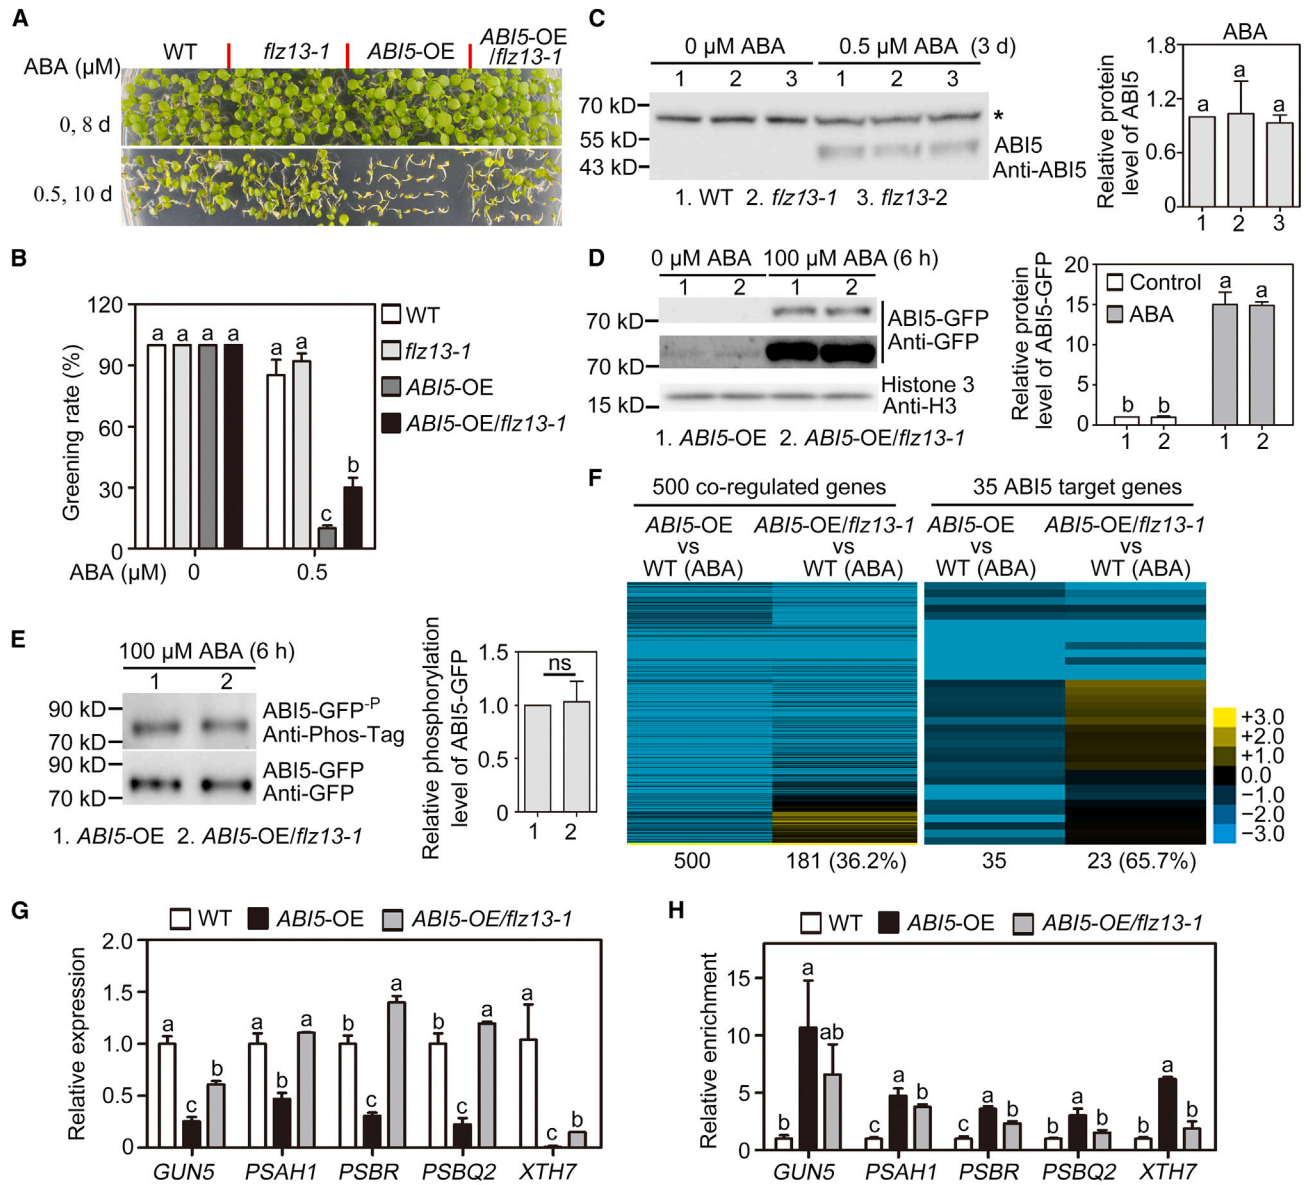 A
WT
flz13-1
ABI5-OE
ABI5-OE
/flz13-1
ABA (µM)
0, 8 d
0.5, 10 d
B
Greening rate (%)
120
90
60
30
0
a a a a
a a c b
ABA (µM) 0 0.5
WT
flz13-1
ABI5-OE
ABI5-OE/flz13-1
C
0 µM ABA
0.5 µM ABA (3 d)
1 2 3 1 2 3
70 kD
55 kD
43 kD
*
ABI5
Anti-ABI5
1. WT 2. flz13-1 3. flz13-2
ABA
Relative protein
level of ABI5
1.8
1.2
0.6
0
a a a
1 2 3
D
0 µM ABA 100 µM ABA (6 h)
1 2 1 2
70 kD
70 kD
15 kD
ABI5-GFP
Anti-GFP
Histone 3
Anti-H3
1. ABI5-OE 2. ABI5-OE/flz13-1
Relative protein
level of ABI5-GFP
20
15
10
5
0
Control
ABA
b b a a
1 2 1 2
E
100 µM ABA (6 h)
1 2
90 kD
70 kD
90 kD
70 kD
ABI5-GFP-P
Anti-Phos-Tag
ABI5-GFP
Anti-GFP
1. ABI5-OE 2. ABI5-OE/flz13-1
Relative phosphorylation
level of ABI5-GFP
1.5
1.0
0.5
0
ns
1 2
F
500 co-regulated genes
35 ABI5 target genes
ABI5-OE
vs
WT (ABA)
ABI5-OE/flz13-1
vs
WT (ABA)
ABI5-OE
vs
WT (ABA)
ABI5-OE/flz13-1
vs
WT (ABA)
500 181 (36.2%) 35 23 (65.7%)
+3.0
+2.0
+1.0
0.0
−1.0
−2.0
−3.0
G
WT ABI5-OE ABI5-OE/flz13-1
Relative expression
2.0
1.5
1.0
0.5
0
a c b
a b a
b c a
b c a
a c b
GUN5 PSAH1 PSBR PSBQ2 XTH7
H
WT ABI5-OE ABI5-OE/flz13-1
Relative enrichment
15
10
5
0
b a ab
c a b
c a b
b a b
b a b
GUN5 PSAH1 PSBR PSBQ2 XTH7